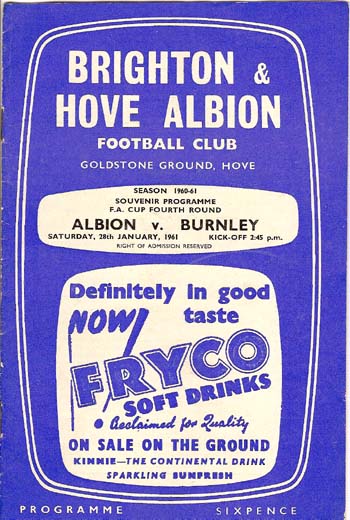 BRIGHTON &
HOVE ALBION
FOOTBALL CLUB
GOLDSTONE GROUND, HOVE
SEASON 1960-61
SOUVENIR PROGRAMME
F.A. CUP FOURTH ROUND
ALBION v. BURNLEY
SATURDAY, 28th JANUARY, 1961 KICK-OFF 2:45 p.m.
RIGHT OF ADMISSION RESERVED
Definitely in good
NOW! taste
FRYCO
SOFT DRINKS
• Acclaimed for Quality
ON SALE ON THE GROUND
KINNIE—THE CONTINENTAL DRINK
SPARKLING SUNFRESH
PROGRAMME SIXPENCE